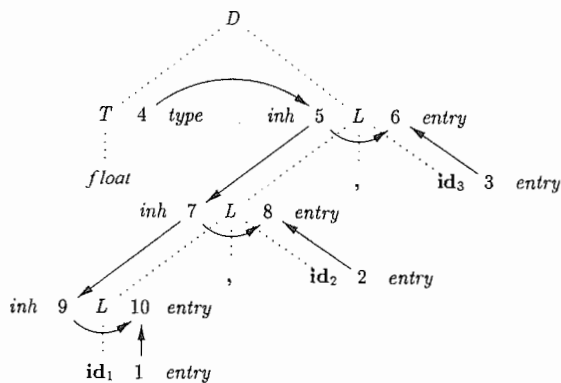 D
T 4 type inh 5 L 6 entry
float , id₃ 3 entry
inh 7 L 8 entry
, id₂ 2 entry
inh 9 L 10 entry
id₁ 1 entry